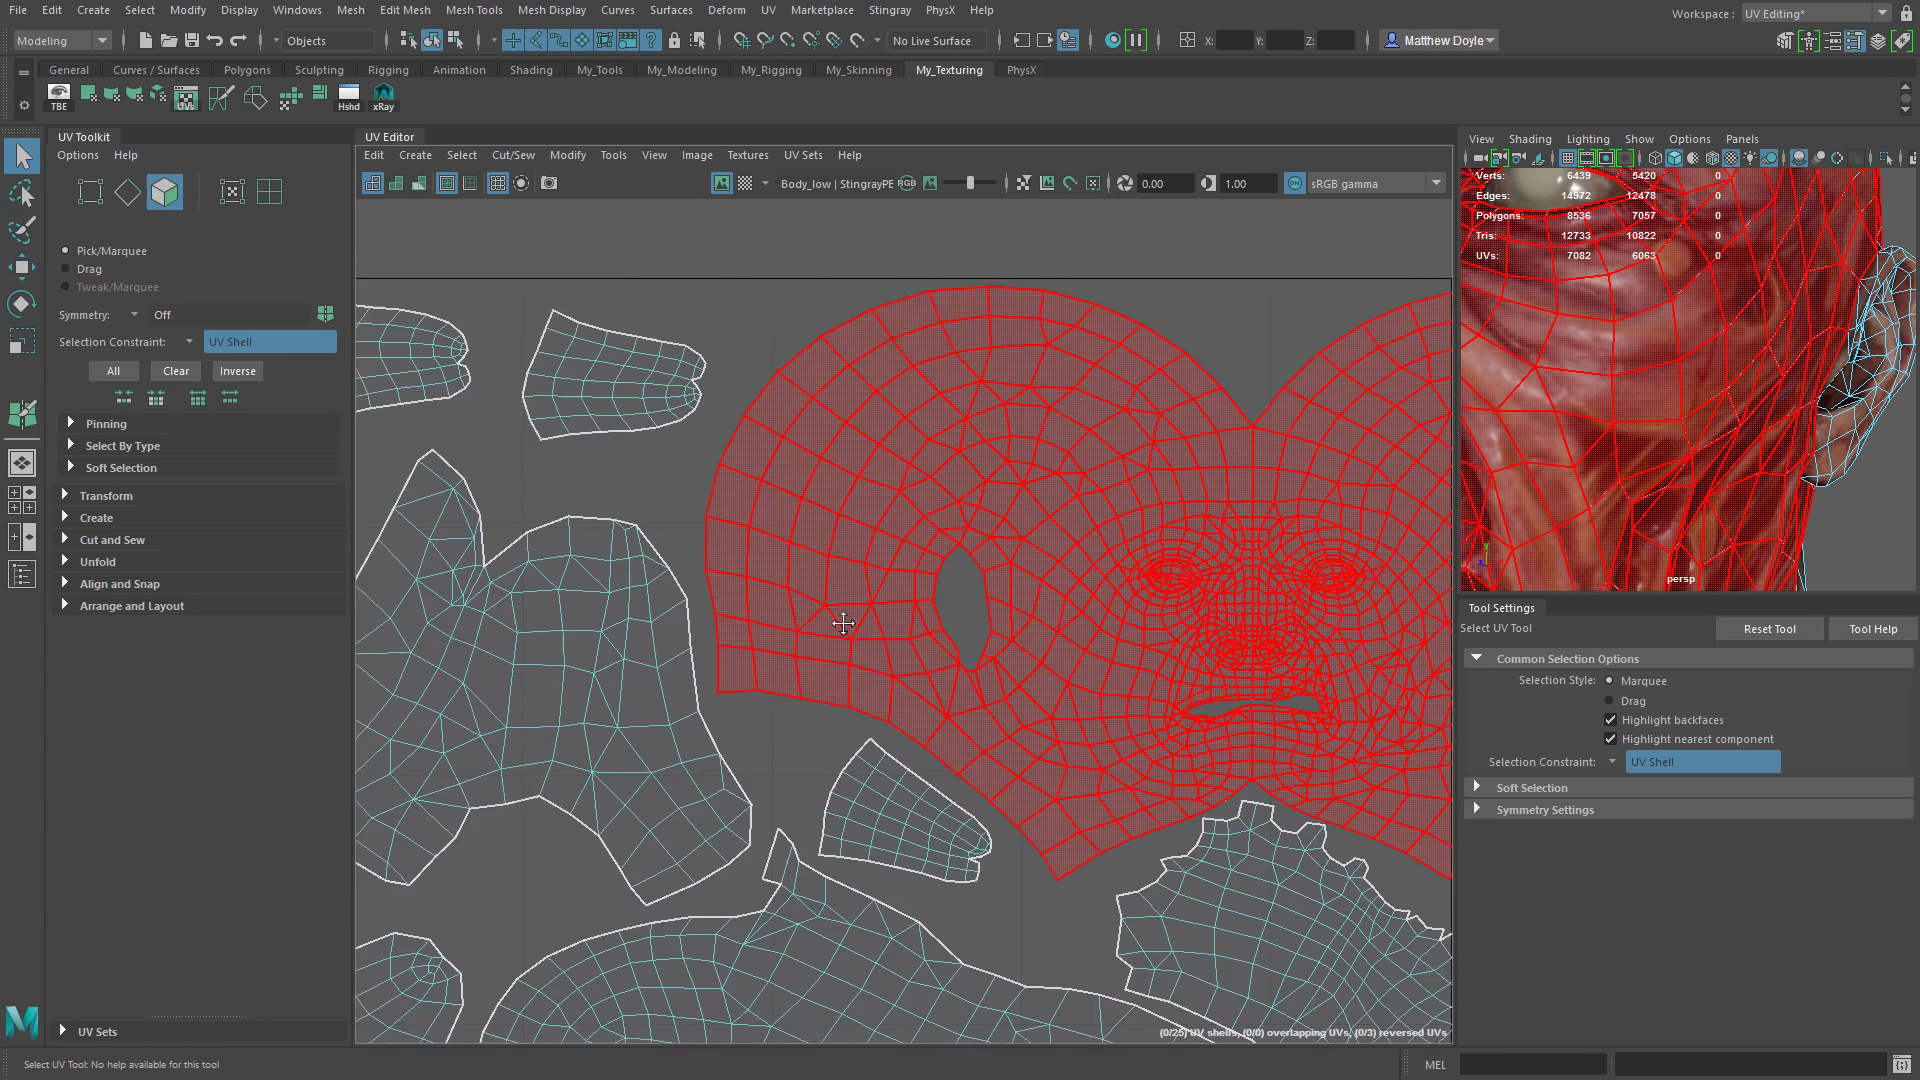 File Edit Create Select Modify Display Windows Mesh Edit Mesh Mesh Tools Mesh Display Curves Surfaces Deform UV Marketplace Stingray PhysX Help
Workspace : UV Editing*
Modeling Objects No Live Surface X: Y: Z: Matthew Doyle
General Curves / Surfaces Polygons Sculpting Rigging Animation Shading My_Tools My_Modeling My_Rigging My_Skinning My_Texturing PhysX
TBE UVs Hshd xRay
UV Toolkit
Options Help
Pick/Marquee
Drag
Tweak/Marquee
Symmetry: Off
Selection Constraint: UV Shell
All Clear Inverse
Pinning
Select By Type
Soft Selection
Transform
Create
Cut and Sew
Unfold
Align and Snap
Arrange and Layout
UV Sets
UV Editor
Edit Create Select Cut/Sew Modify Tools View Image Textures UV Sets Help
Body_low | StingrayPE RGB 0.00 1.00 ON sRGB gamma
(0/25) UV shells, (0/0) overlapping UVs, (0/3) reversed UVs
View Shading Lighting Show Options Panels
Verts: 6439 5420 0
Edges: 14972 12478 0
Polygons: 8536 7057 0
Tris: 12733 10822 0
UVs: 7082 6063 0
y
z
persp
Tool Settings
Select UV Tool Reset Tool Tool Help
Common Selection Options
Selection Style: Marquee
Drag
Highlight backfaces
Highlight nearest component
Selection Constraint: UV Shell
Soft Selection
Symmetry Settings
Select UV Tool: No help available for this tool
MEL